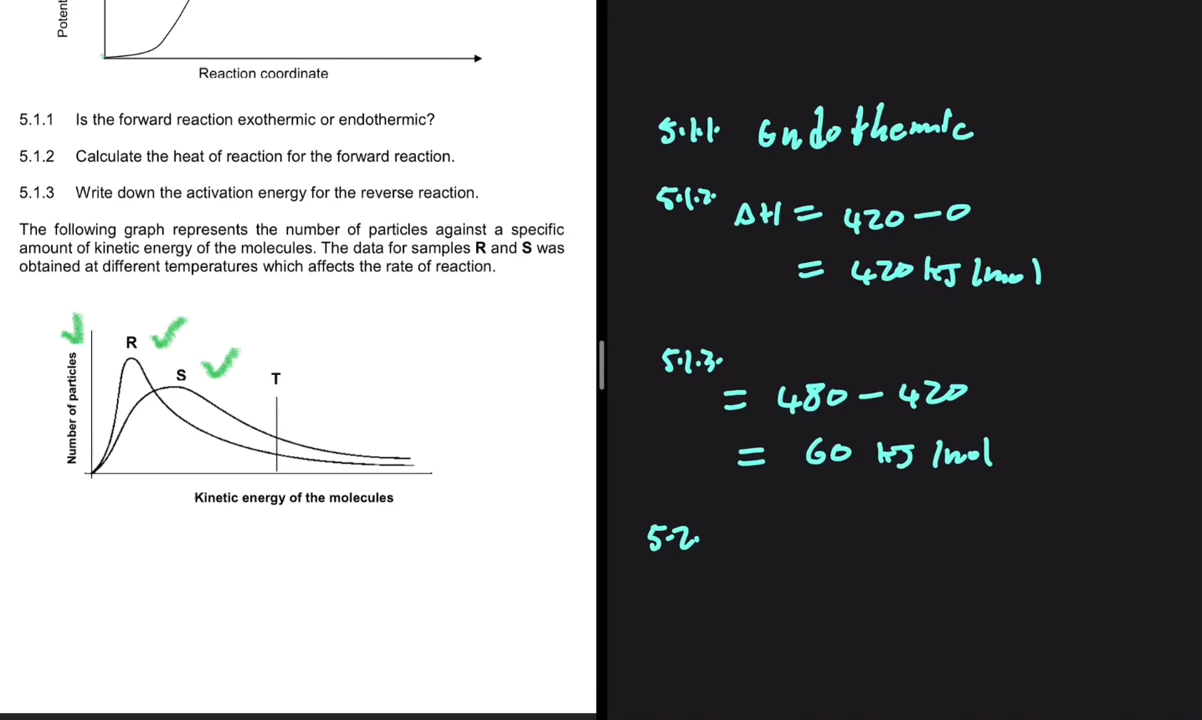 Potent
Reaction coordinate
5.1.1 Is the forward reaction exothermic or endothermic?
5.1.2 Calculate the heat of reaction for the forward reaction.
5.1.3 Write down the activation energy for the reverse reaction.
The following graph represents the number of particles against a specific
amount of kinetic energy of the molecules. The data for samples R and S was
obtained at different temperatures which affects the rate of reaction.
R
S
T
Number of particles
Kinetic energy of the molecules
5.1.1. Endothemic
5.1.2. ΔH = 420 - 0
= 420 kJ/mol
5.1.3.
= 480 - 420
= 60 kJ/mol
5.2.